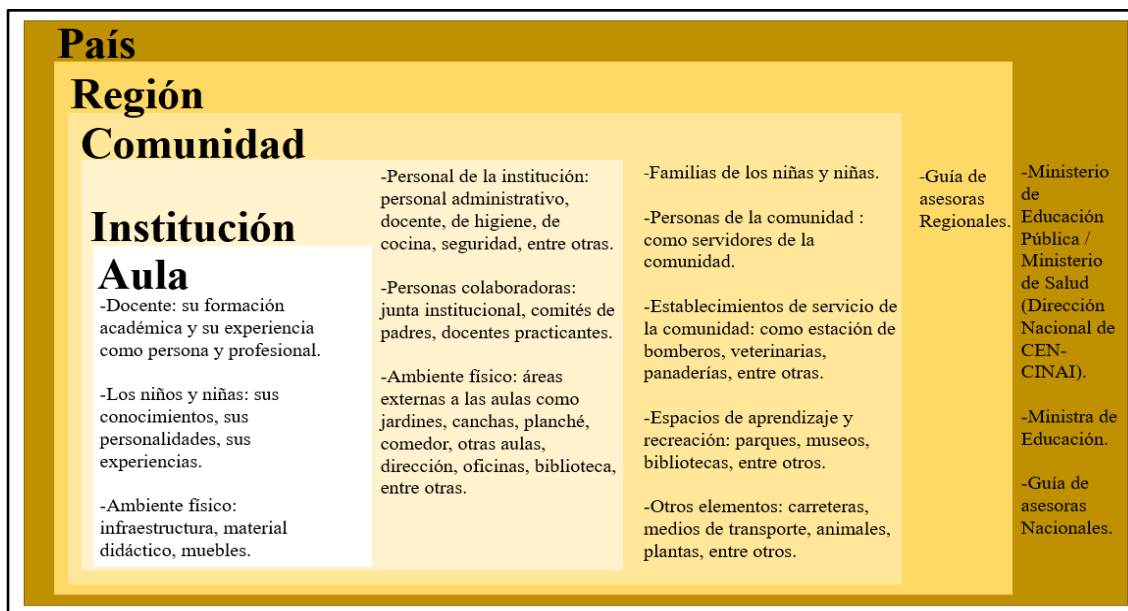 País
Región
Comunidad
Institución
Aula
-Docente: su formación
académica y su experiencia
como persona y profesional.
-Los niños y niñas: sus
conocimientos, sus
personalidades, sus
experiencias.
-Ambiente físico:
infraestructura, material
didáctico, muebles.
-Personal de la institución:
personal administrativo,
docente, de higiene, de
cocina, seguridad, entre otras.
-Personas colaboradoras:
junta institucional, comités de
padres, docentes practicantes.
-Ambiente físico: áreas
externas a las aulas como
jardines, canchas, planché,
comedor, otras aulas,
dirección, oficinas, biblioteca,
entre otras.
-Familias de los niñas y niñas.
-Personas de la comunidad :
como servidores de la
comunidad.
-Establecimientos de servicio de
la comunidad: como estación de
bomberos, veterinarias,
panaderías, entre otras.
-Espacios de aprendizaje y
recreación: parques, museos,
bibliotecas, entre otros.
-Otros elementos: carreteras,
medios de transporte, animales,
plantas, entre otros.
-Guía de
asesoras
Regionales.
-Ministerio
de
Educación
Pública /
Ministerio
de Salud
(Dirección
Nacional de
CEN-
CINAI).
-Ministra de
Educación.
-Guía de
asesoras
Nacionales.